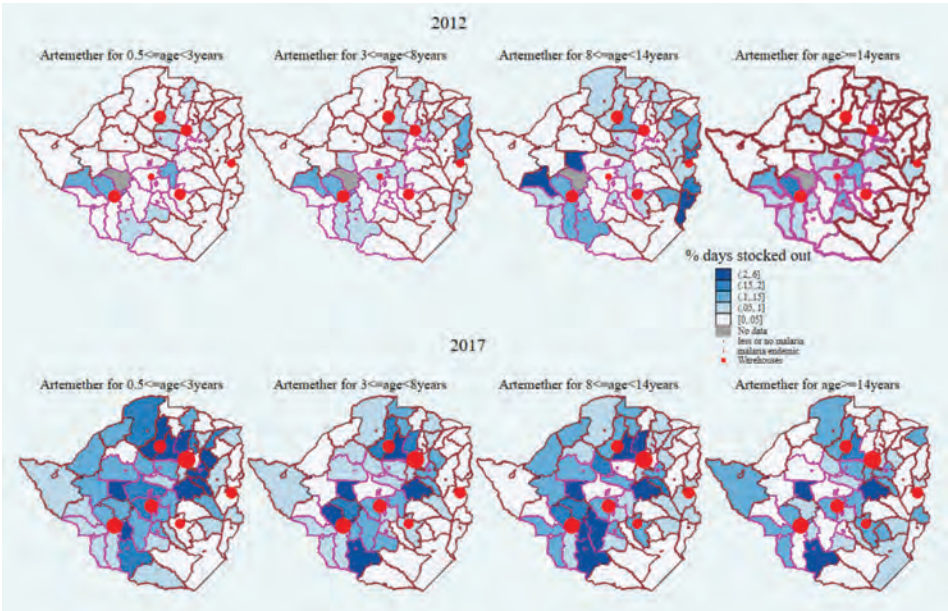 2012
Artemether for 0.5<=age<3years
Artemether for 3<=age<8years
Artemether for 8<=age<14years
Artemether for age>=14years
% days stocked out
(.2,.6]
(.15,.2]
(.1,.15]
(.05,.1]
[0,.05]
No data
less or no malaria
malaria endemic
Warehouses
2017
Artemether for 0.5<=age<3years
Artemether for 3<=age<8years
Artemether for 8<=age<14years
Artemether for age>=14years